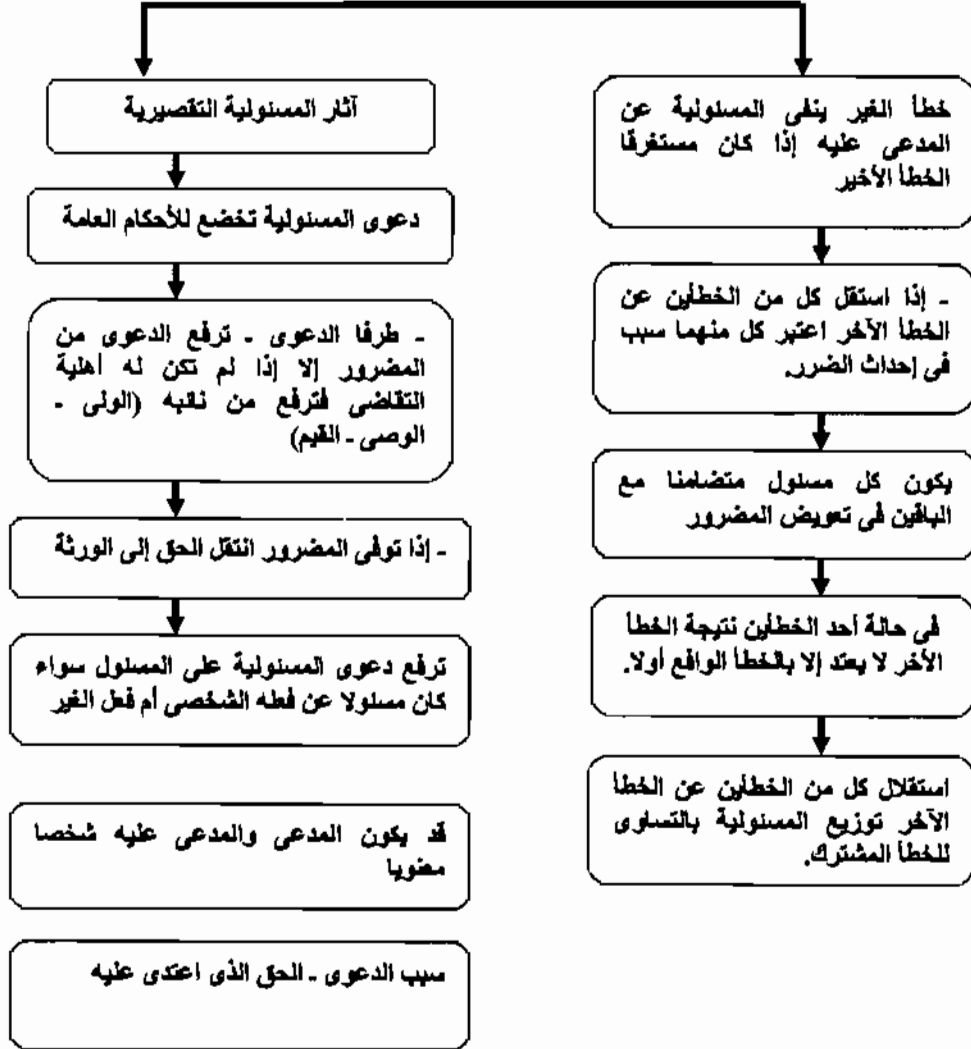 خطأ الغير ينفى المسئولية عن
المدعى عليه إذا كان مستغرقا
الخطأ الأخير
- إذا استقل كل من الخطأين عن
الخطأ الآخر اعتبر كل منهما سبب
فى إحداث الضرر.
يكون كل مسئول متضامنا مع
الباقين فى تعويض المضرور
فى حالة أحد الخطأين نتيجة الخطأ
الآخر لا يعتد إلا بالخطأ الواقع أولا.
استقلال كل من الخطأين عن الخطأ
الآخر توزيع المسئولية بالتساوى
للخطأ المشترك.
آثار المسئولية التقصيرية
دعوى المسئولية تخضع للأحكام العامة
- طرفا الدعوى - ترفع الدعوى من
المضرور إلا إذا لم تكن له أهلية
التقاضى فترفع من نائبه (الولى -
الوصى - القيم)
- إذا توفى المضرور انتقل الحق إلى الورثة
ترفع دعوى المسئولية على المسئول سواء
كان مسئولا عن فعله الشخصى أم فعل الغير
قد يكون المدعى والمدعى عليه شخصا
معنويا
سبب الدعوى - الحق الذى اعتدى عليه